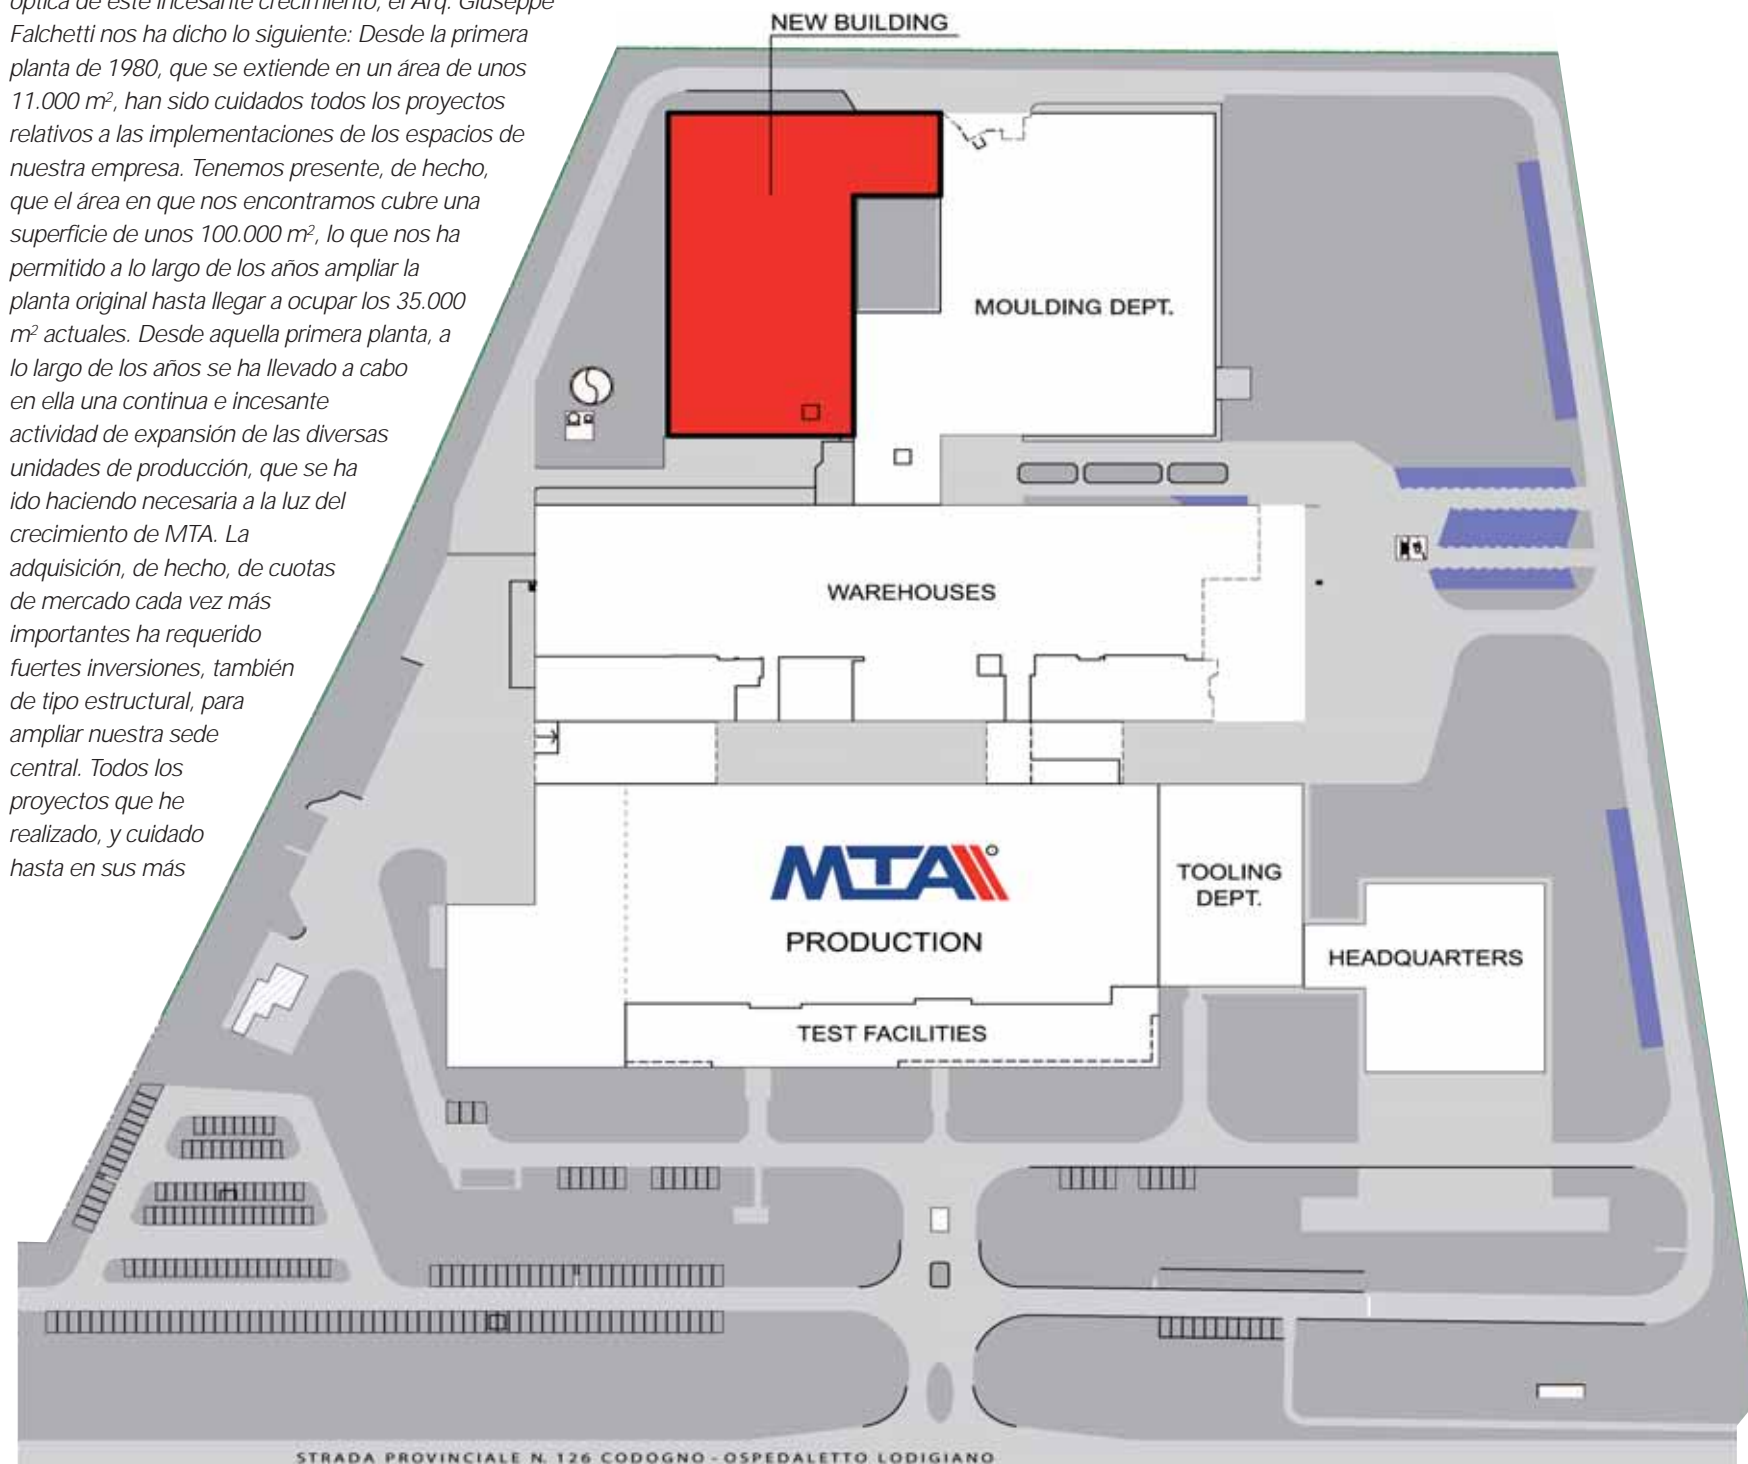 óptica de este incesante crecimiento, el Arq. Giuseppe
Falchetti nos ha dicho lo siguiente: Desde la primera
planta de 1980, que se extiende en un área de unos
11.000 m², han sido cuidados todos los proyectos
relativos a las implementaciones de los espacios de
nuestra empresa. Tenemos presente, de hecho,
que el área en que nos encontramos cubre una
superficie de unos 100.000 m², lo que nos ha
permitido a lo largo de los años ampliar la
planta original hasta llegar a ocupar los 35.000
m² actuales. Desde aquella primera planta, a
lo largo de los años se ha llevado a cabo
en ella una continua e incesante
actividad de expansión de las diversas
unidades de producción, que se ha
ido haciendo necesaria a la luz del
crecimiento de MTA. La
adquisición, de hecho, de cuotas
de mercado cada vez más
importantes ha requerido
fuertes inversiones, también
de tipo estructural, para
ampliar nuestra sede
central. Todos los
proyectos que he
realizado, y cuidado
hasta en sus más
NEW BUILDING
MOULDING DEPT.
WAREHOUSES
MTA
PRODUCTION
TOOLING
DEPT.
HEADQUARTERS
TEST FACILITIES
STRADA PROVINCIALE N. 126 CODOGNO - OSPEDALETTO LODIGIANO